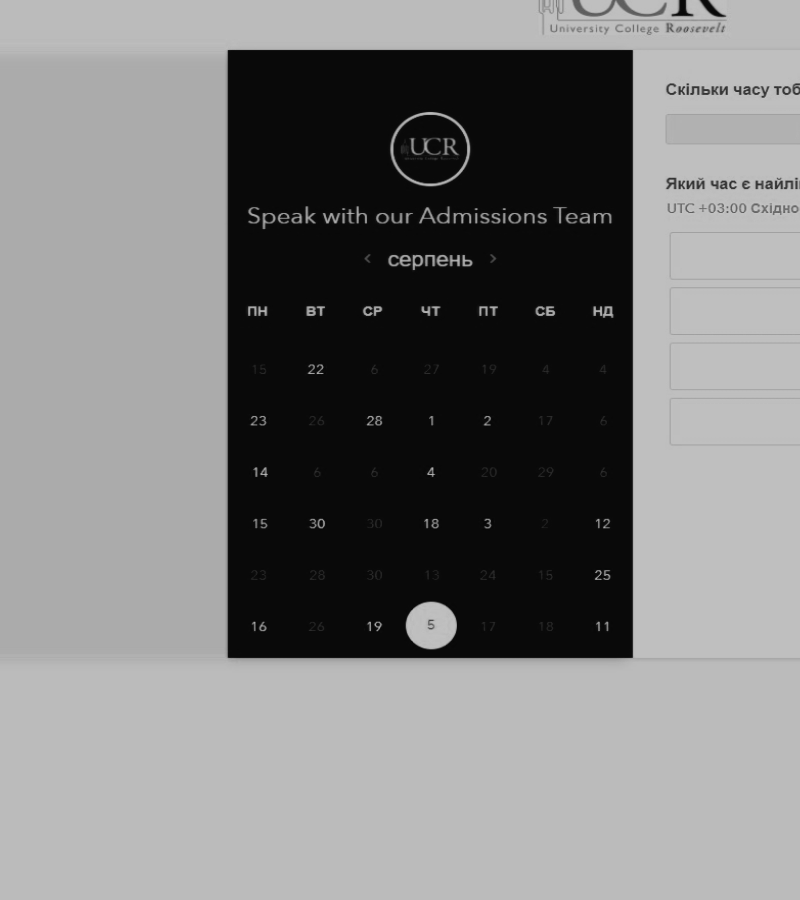 UCR
University College Roosevelt
UCR
Speak with our Admissions Team
‹ серпень ›
ПН ВТ СР ЧТ ПТ СБ НД
15 22 6 27 19 4 4
23 26 28 1 2 17 6
14 6 6 4 20 29 6
15 30 30 18 3 2 12
23 28 30 13 24 15 25
16 26 19 5 17 18 11
Скільки часу тоб
Який час є найлі
UTC +03:00 Східно